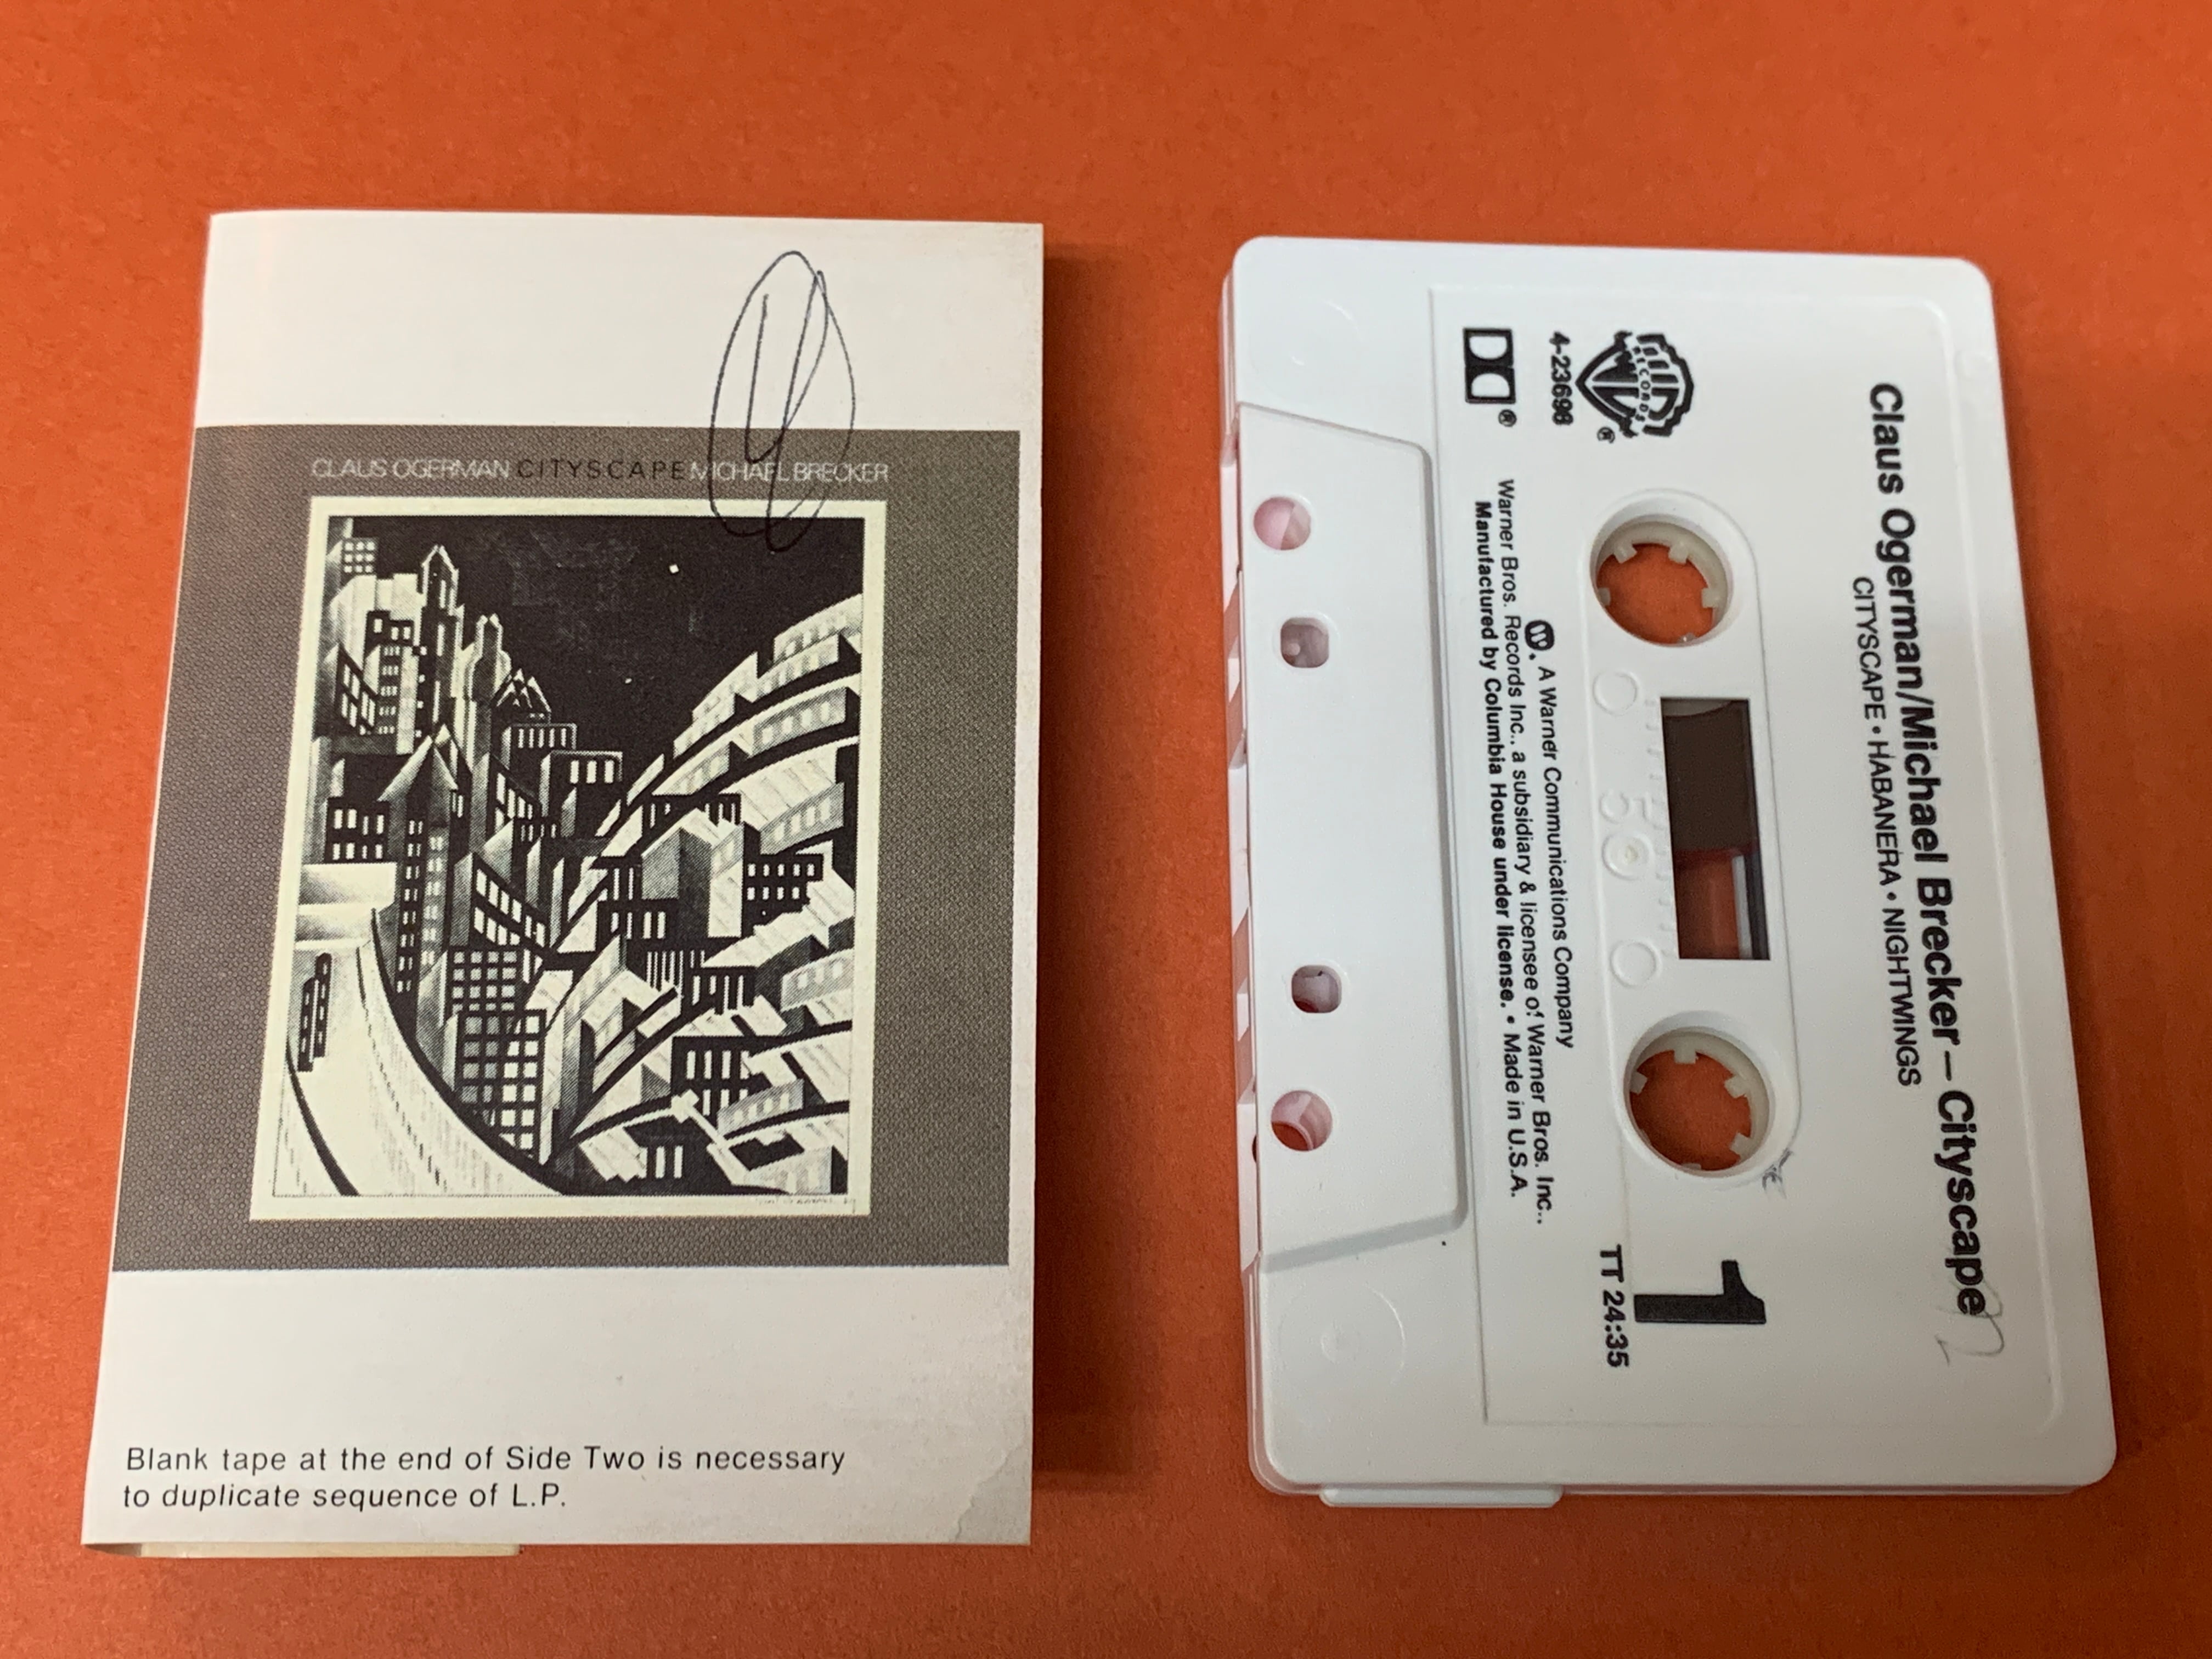 CLAUS OGERMAN CITYSCAPE MICHAEL BRECKER
Blank tape at the end of Side Two is necessary
to duplicate sequence of L.P.
Claus Ogerman/Michael Brecker–Cityscape
CITYSCAPE • HABANERA • NIGHTWINGS
RECORDS
®
4-23698
®
1
TT 24:35
A Warner Communications Company
Warner Bros. Records Inc., a subsidiary & licensee of Warner Bros. Inc.,
Manufactured by Columbia House under license. • Made in U.S.A.